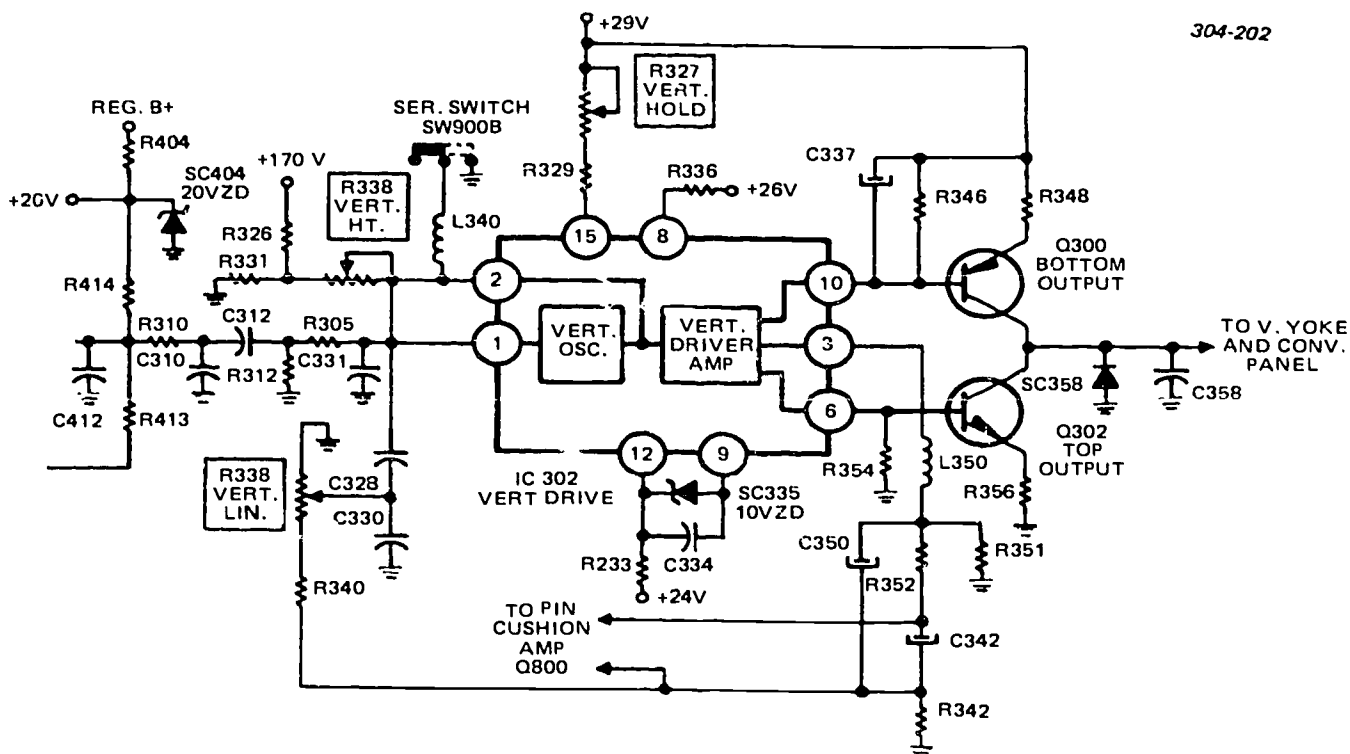 304-202
+29V
R327
VERT.
HOLD
REG. B+
R404
SER. SWITCH
SW900B
+170 V
SC404
20VZD
+20V
R338
VERT.
HT.
R329
R336
+26V
C337
R346
R348
L340
R326
R331
15
8
Q300
BOTTOM
OUTPUT
2
10
R414
R310
C312
R305
1
VERT.
OSC.
VERT.
DRIVER
AMP
3
TO V. YOKE
AND CONV.
PANEL
C310
R312
C331
SC358
C358
C412
R413
6
12
9
IC 302
VERT DRIVE
R354
L350
Q302
TOP
OUTPUT
R338
VERT.
LIN.
C328
C330
SC335
10VZD
R356
R233
C334
C350
R352
R351
R340
+24V
TO PIN
CUSHION
AMP
Q800
C342
R342